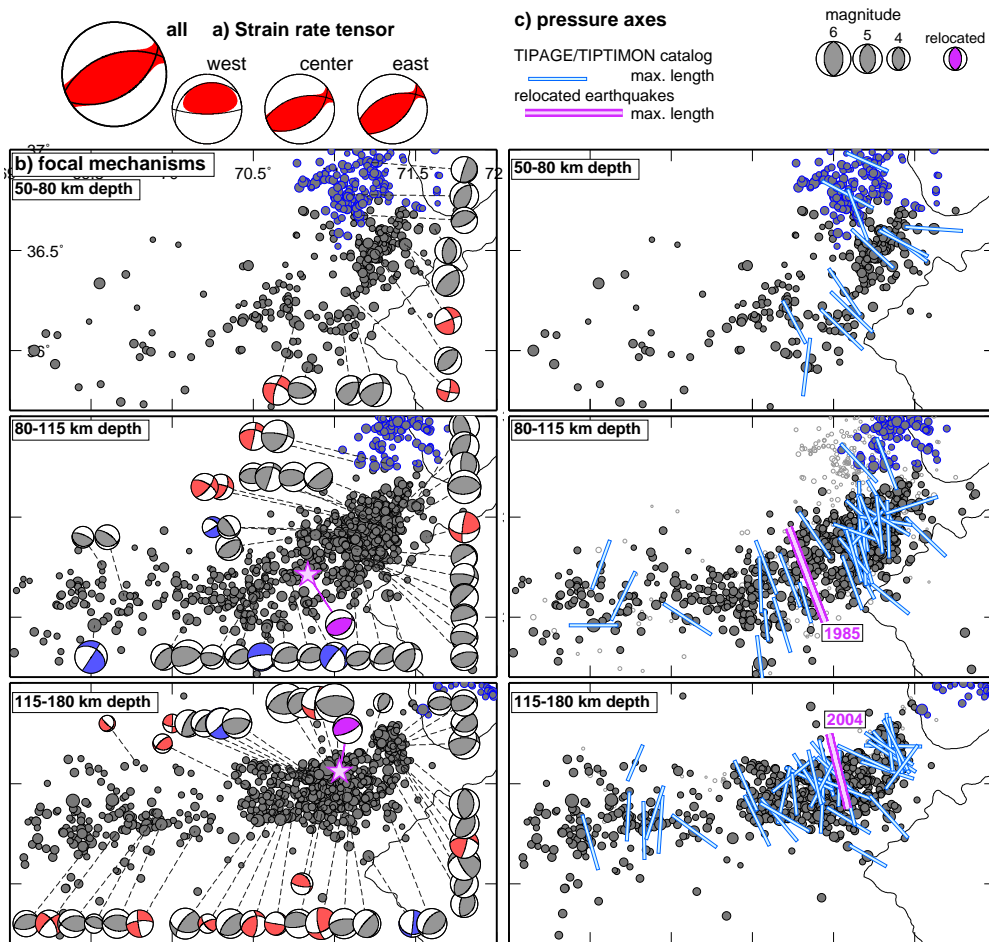 all a) Strain rate tensor
west center east
c) pressure axes
TIPAGE/TIPTIMON catalog
max. length
relocated earthquakes
max. length
magnitude
6 5 4
relocated
b) focal mechanisms
50-80 km depth
37°
70.5
71.5
72
36.5°
50-80 km depth
80-115 km depth
80-115 km depth
1985
115-180 km depth
115-180 km depth
2004